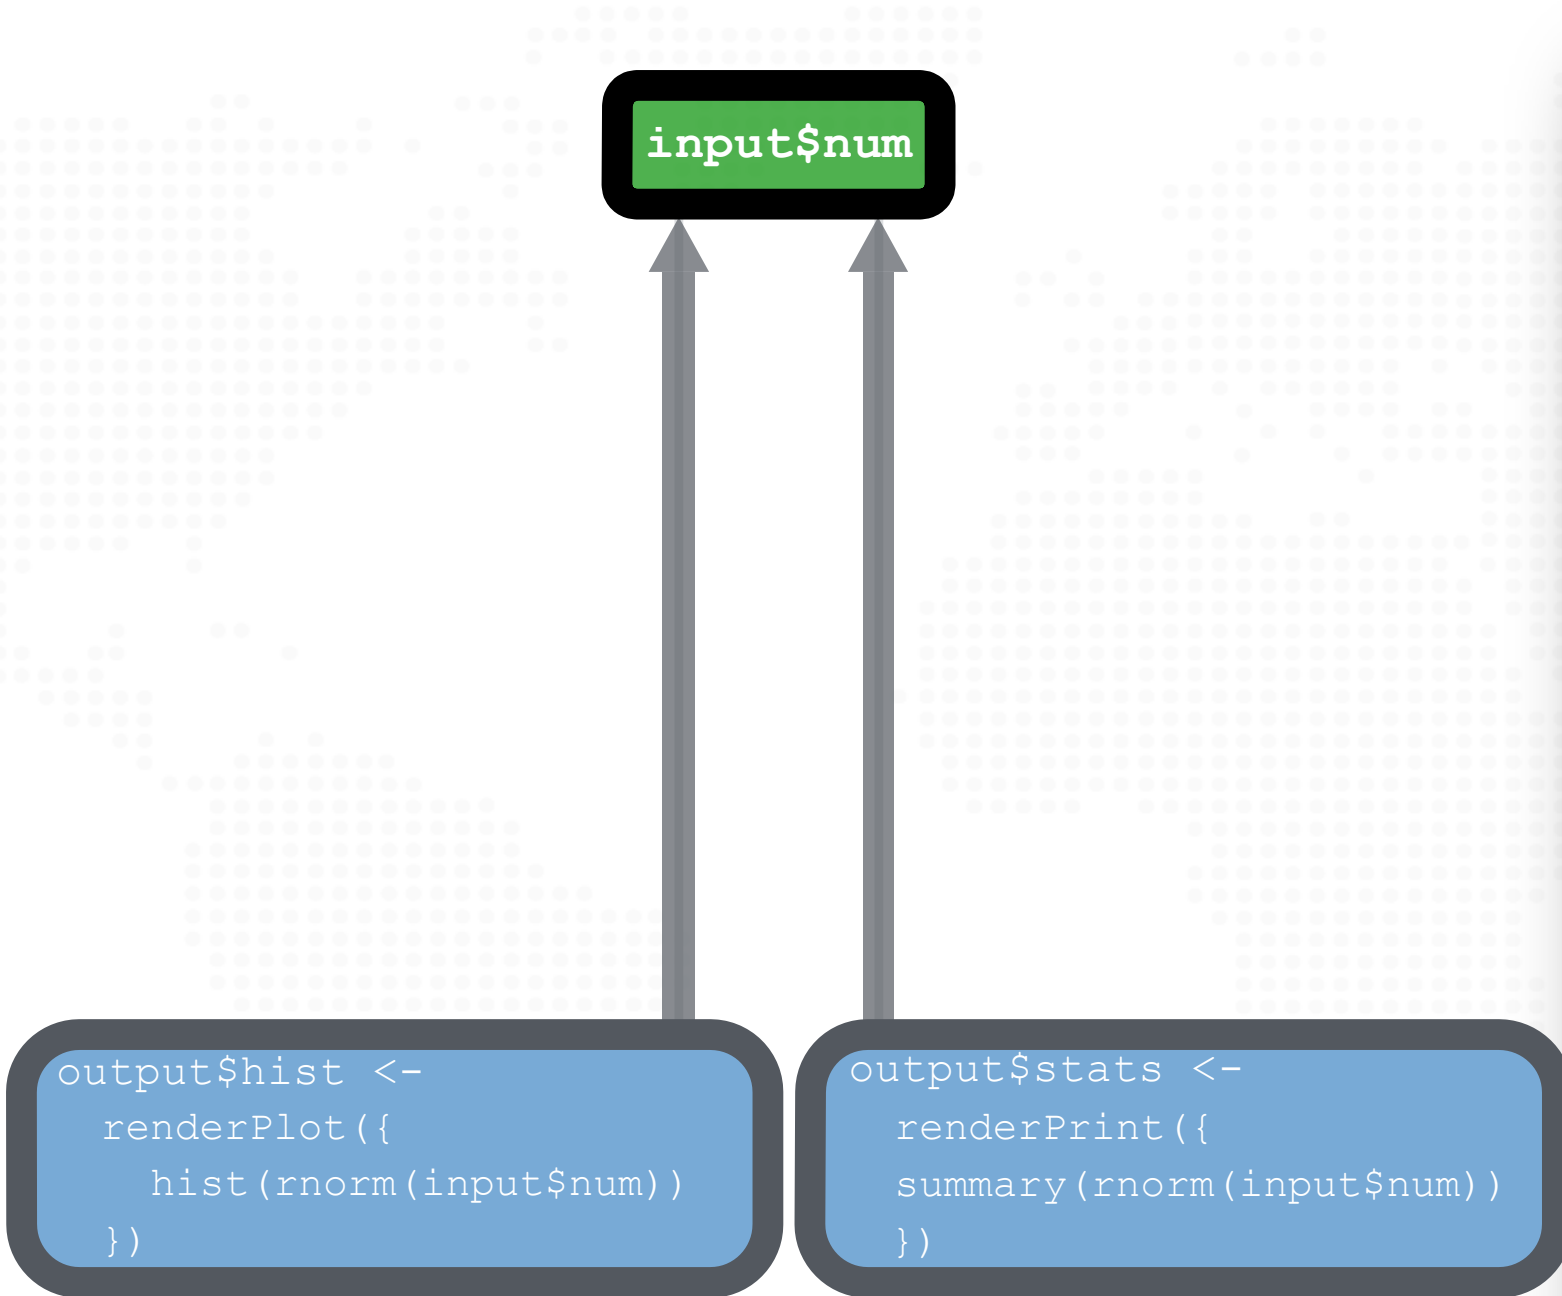 input$num
output$hist <-
  renderPlot({
    hist(rnorm(input$num))
  })
output$stats <-
  renderPrint({
  summary(rnorm(input$num))
  })